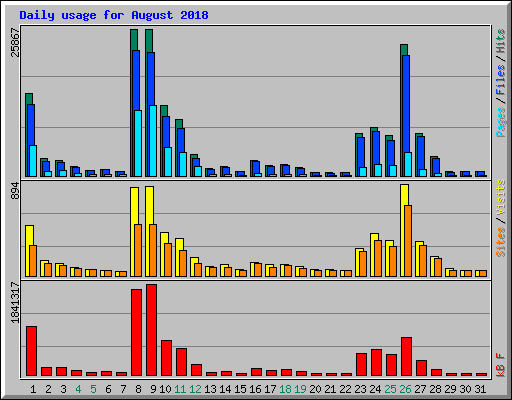 Daily usage for August 2018
25867
Pages / Files / Hits
894
Sites / Visits
1841317
kB F
1 2 3 4 5 6 7 8 9 10 11 12 13 14 15 16 17 18 19 20 21 22 23 24 25 26 27 28 29 30 31